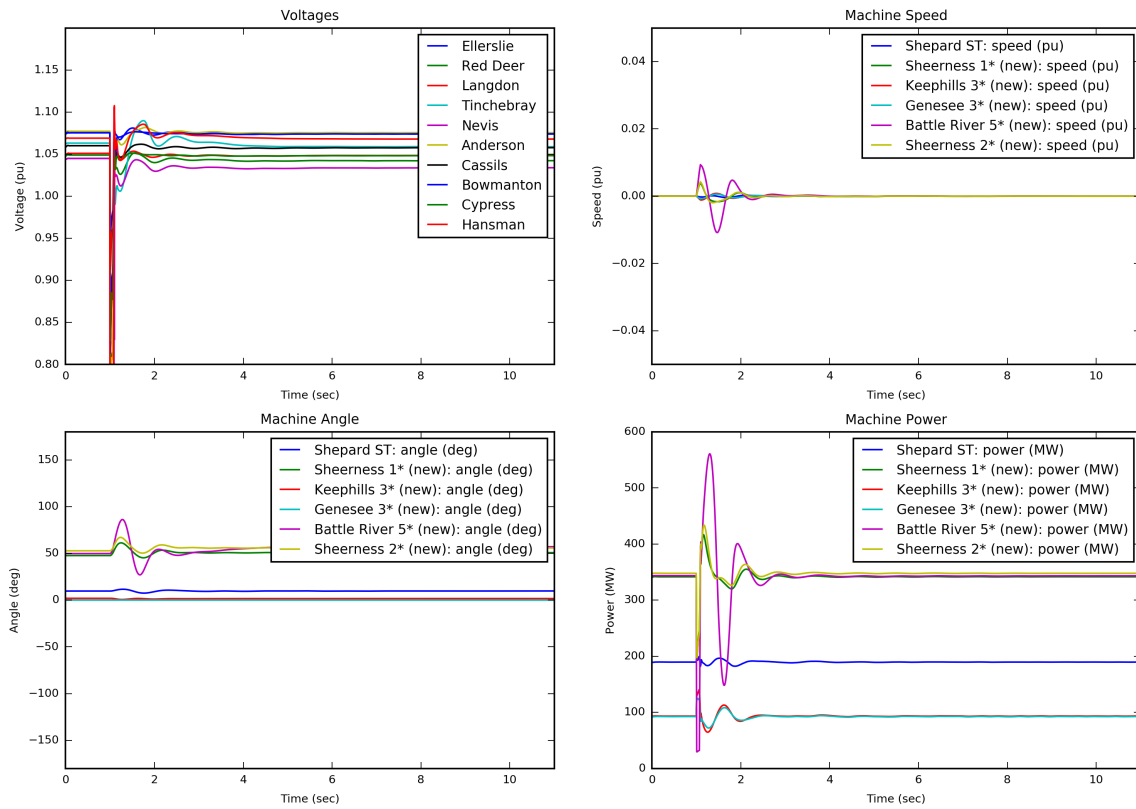 Voltages
1.15
1.10
1.05
1.00
0.95
0.90
0.85
0.80
Voltage (pu)
0 2 4 6 8 10
Time (sec)
Ellerslie
Red Deer
Langdon
Tinchebray
Nevis
Anderson
Cassils
Bowmanton
Cypress
Hansman
Machine Speed
0.04
0.02
0.00
−0.02
−0.04
Speed (pu)
0 2 4 6 8 10
Time (sec)
Shepard ST: speed (pu)
Sheerness 1* (new): speed (pu)
Keephills 3* (new): speed (pu)
Genesee 3* (new): speed (pu)
Battle River 5* (new): speed (pu)
Sheerness 2* (new): speed (pu)
Machine Angle
150
100
50
0
−50
−100
−150
Angle (deg)
0 2 4 6 8 10
Time (sec)
Shepard ST: angle (deg)
Sheerness 1* (new): angle (deg)
Keephills 3* (new): angle (deg)
Genesee 3* (new): angle (deg)
Battle River 5* (new): angle (deg)
Sheerness 2* (new): angle (deg)
Machine Power
600
500
400
300
200
100
0
Power (MW)
0 2 4 6 8 10
Time (sec)
Shepard ST: power (MW)
Sheerness 1* (new): power (MW)
Keephills 3* (new): power (MW)
Genesee 3* (new): power (MW)
Battle River 5* (new): power (MW)
Sheerness 2* (new): power (MW)